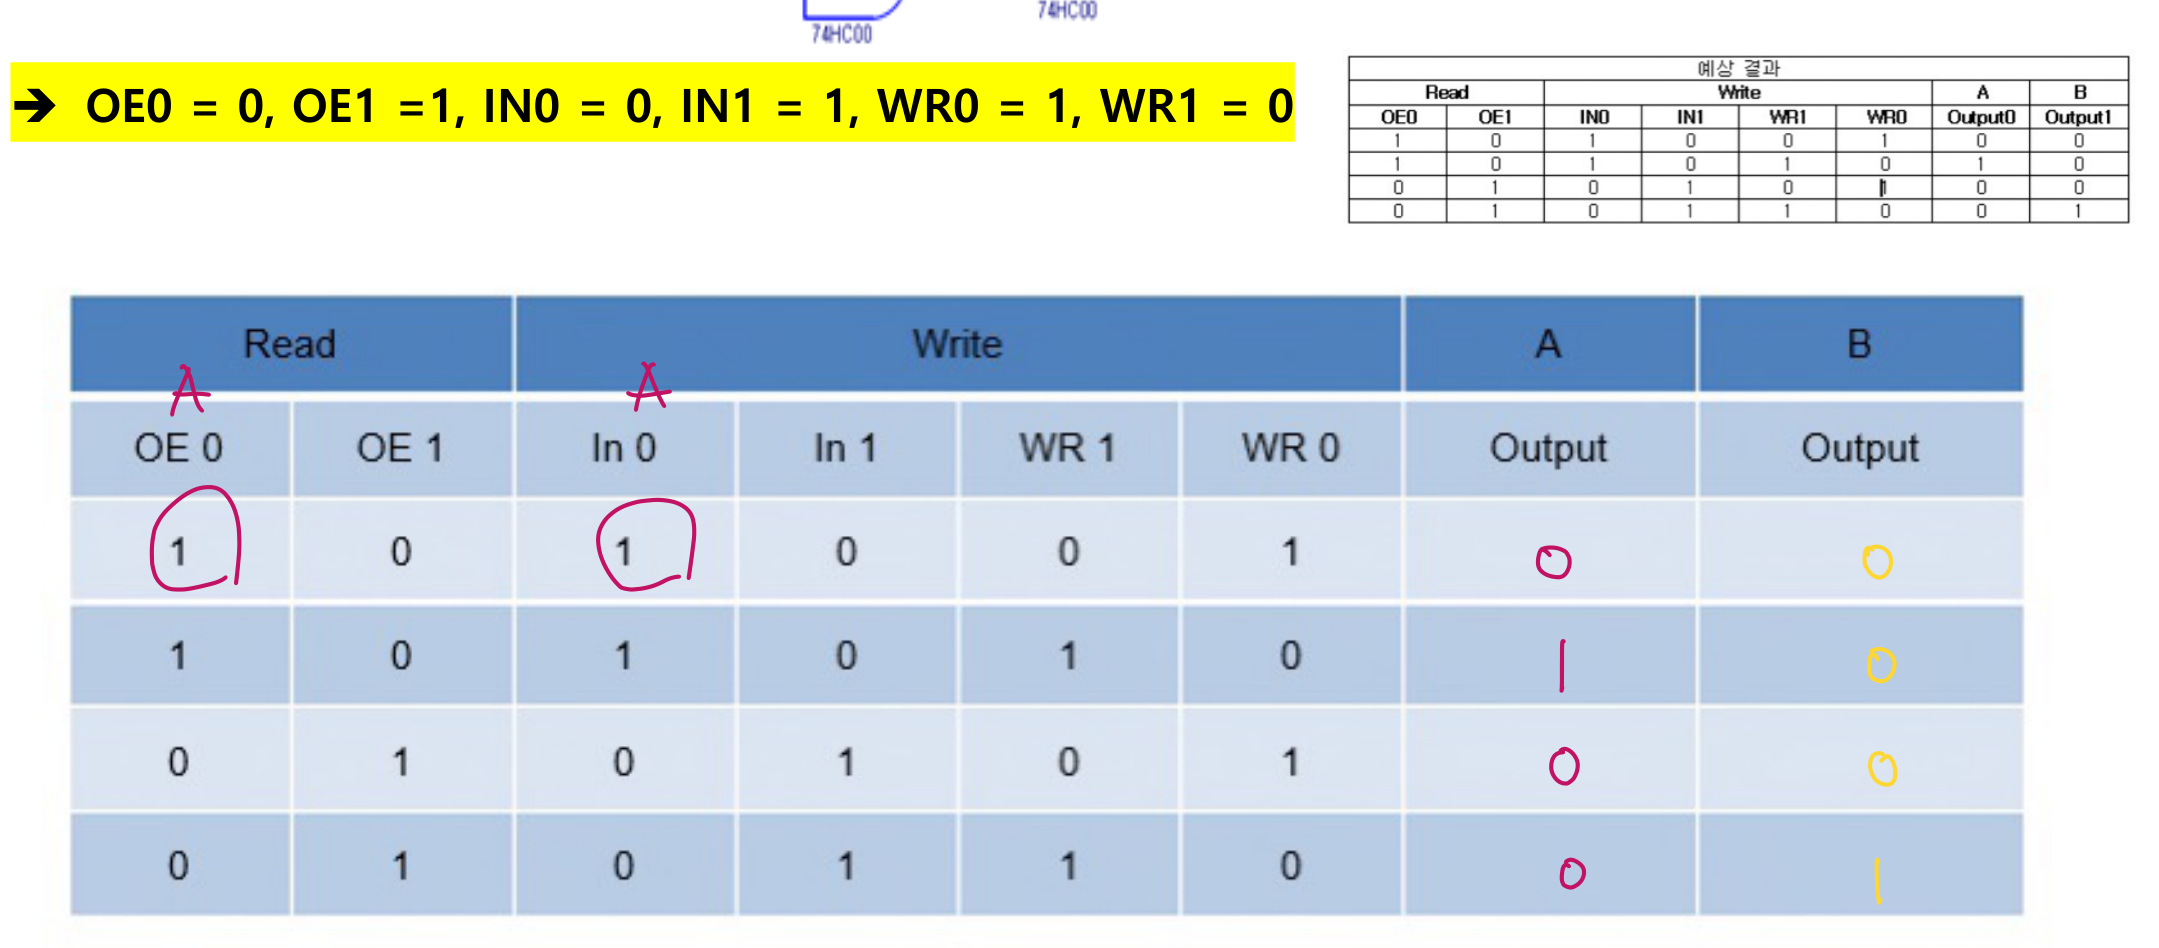 74HC00
74HC00
➔ OE0 = 0, OE1 =1, IN0 = 0, IN1 = 1, WR0 = 1, WR1 = 0
예상 결과
Read Write A B
OE0 OE1 IN0 IN1 WR1 WR0 Output0 Output1
1 0 1 0 0 1 0 0
1 0 1 0 1 0 1 0
0 1 0 1 0 1 0 0
0 1 0 1 1 0 0 1
Read Write A B
A A
OE 0 OE 1 In 0 In 1 WR 1 WR 0 Output Output
1 0 1 0 0 1 0 0
1 0 1 0 1 0 1 0
0 1 0 1 0 1 0 0
0 1 0 1 1 0 0 1